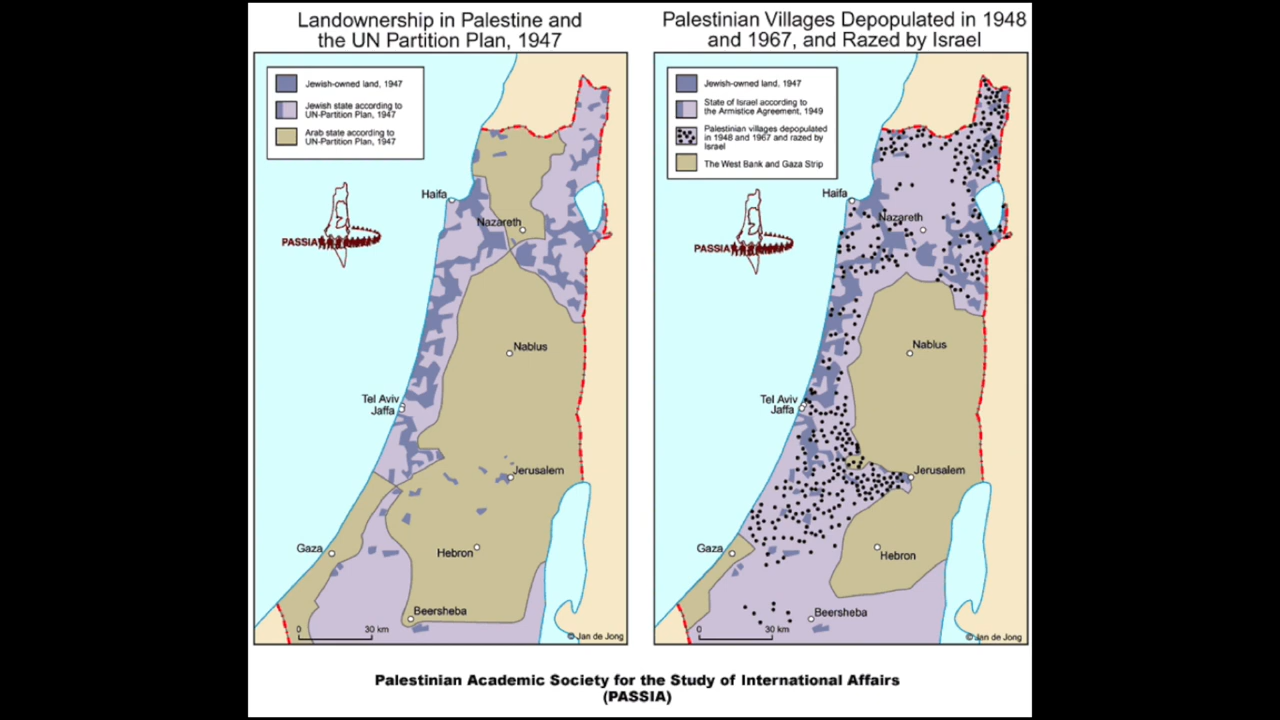 Landownership in Palestine and
the UN Partition Plan, 1947
Jewish-owned land, 1947
Jewish state according to
UN-Partition Plan, 1947
Arab state according to
UN-Partition Plan, 1947
Haifa
Nazareth
PASSIA
Nablus
Tel Aviv
Jaffa
Jerusalem
Gaza
Hebron
Beersheba
0 30 km
© Jan de Jong
Palestinian Villages Depopulated in 1948
and 1967, and Razed by Israel
Jewish-owned land, 1947
State of Israel according to
the Armistice Agreement, 1949
Palestinian villages depopulated
in 1948 and 1967 and razed by
Israel
The West Bank and Gaza Strip
Haifa
Nazareth
PASSIA
Nablus
Tel Aviv
Jaffa
Jerusalem
Gaza
Hebron
Beersheba
0 30 km
© Jan de Jong
Palestinian Academic Society for the Study of International Affairs
(PASSIA)